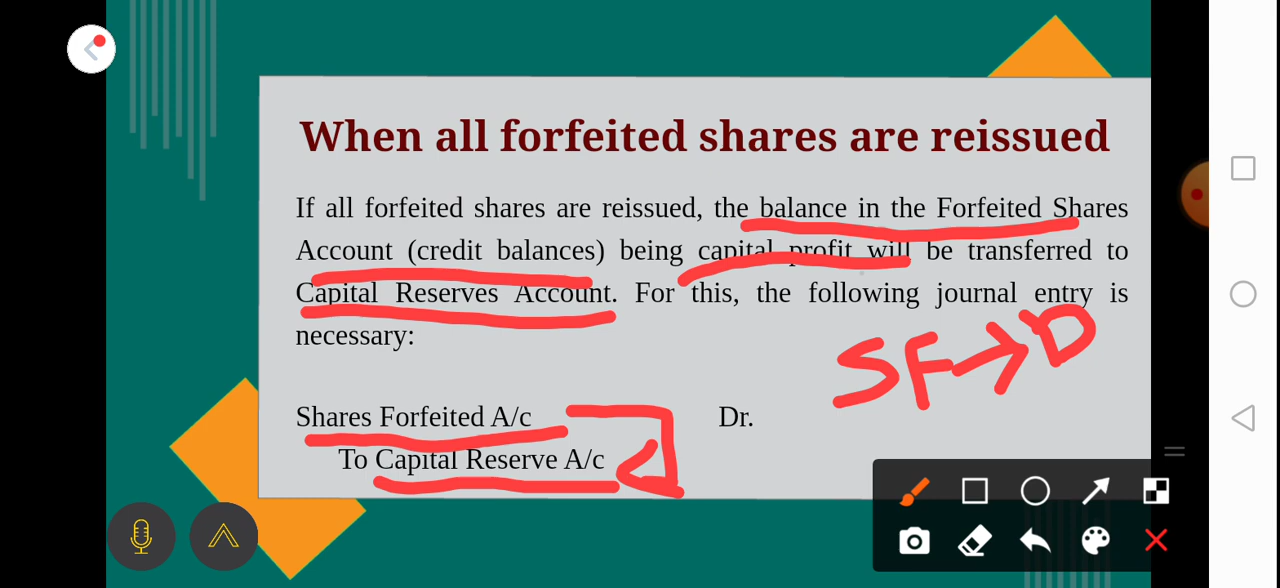 When all forfeited shares are reissued
If all forfeited shares are reissued, the balance in the Forfeited Shares
Account (credit balances) being capital profit will be transferred to
Capital Reserves Account. For this, the following journal entry is
necessary:
SF→D
Shares Forfeited A/c Dr.
To Capital Reserve A/c